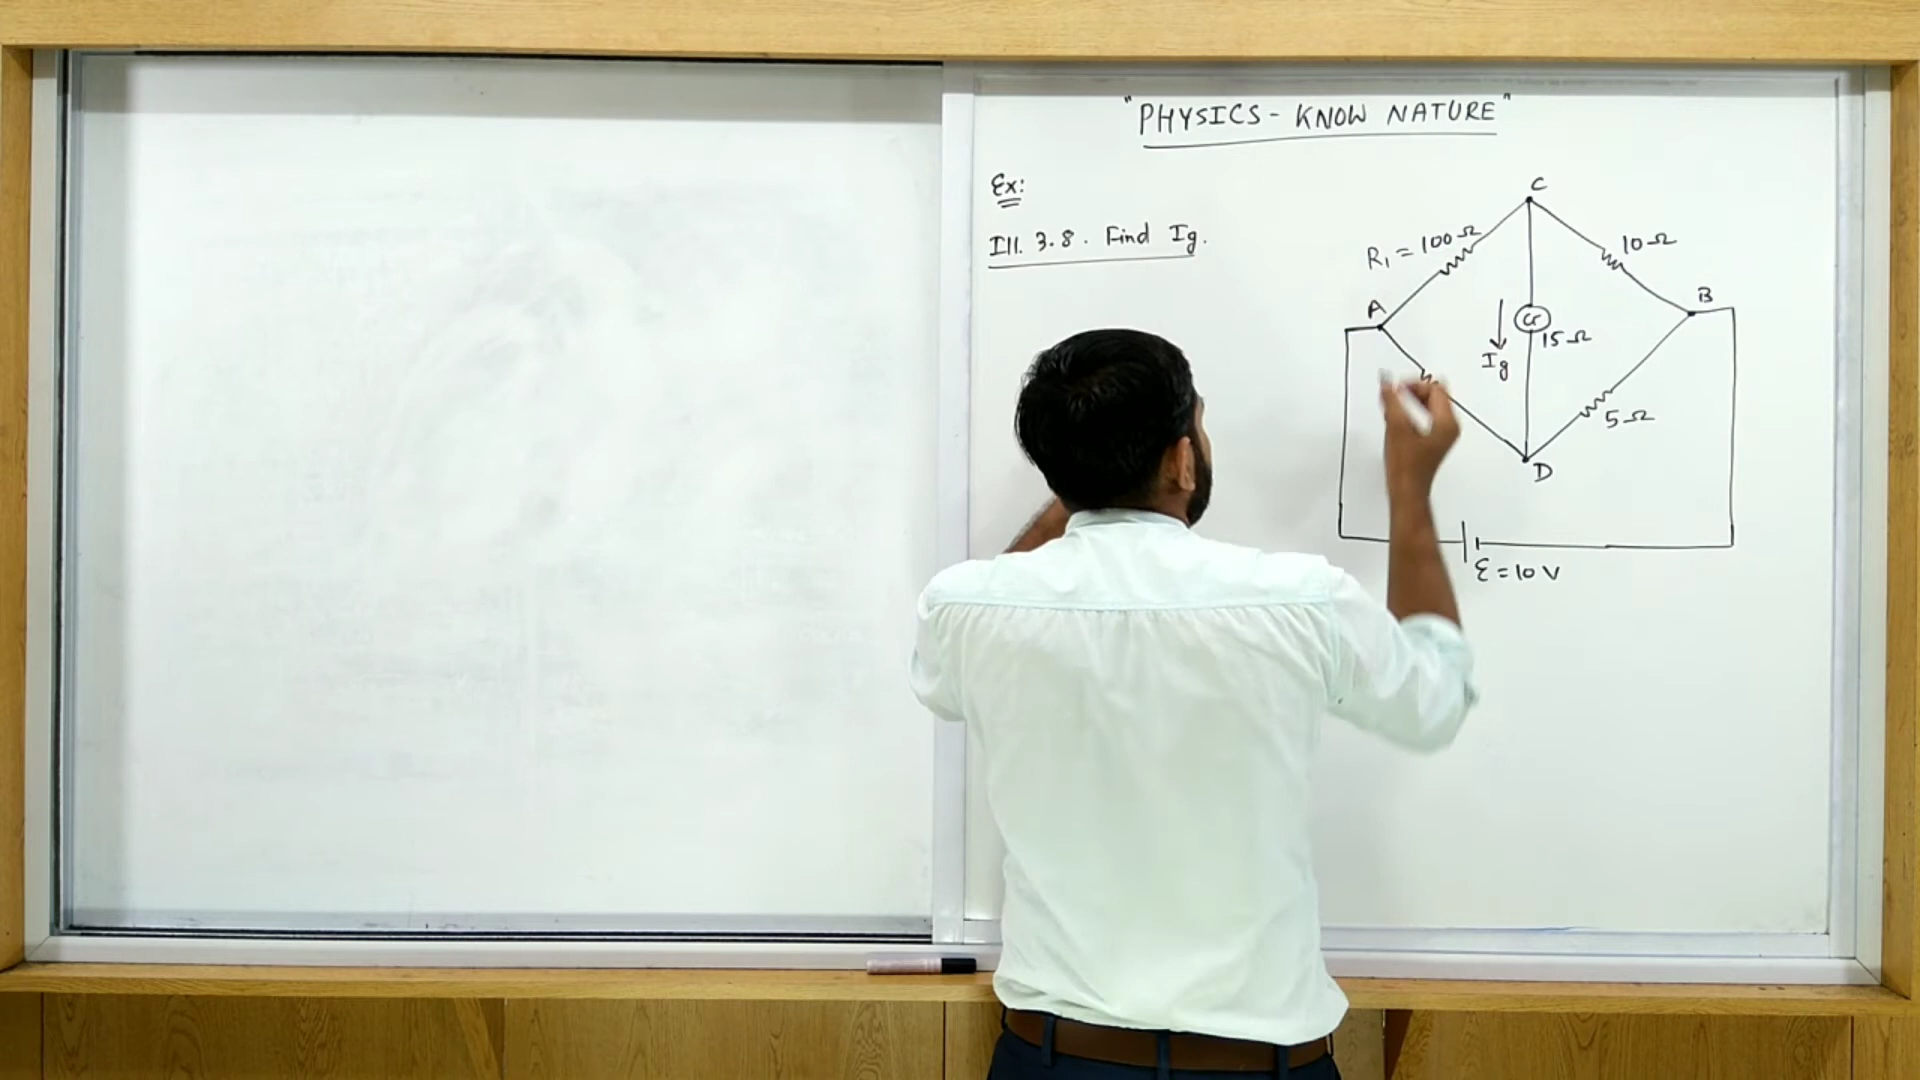 "PHYSICS - KNOW NATURE"
Ex:
Ill. 3.8. Find Ig.
C
R₁ = 100 Ω
10 Ω
A
B
G
15 Ω
Ig
5 Ω
D
Ɛ = 10 V